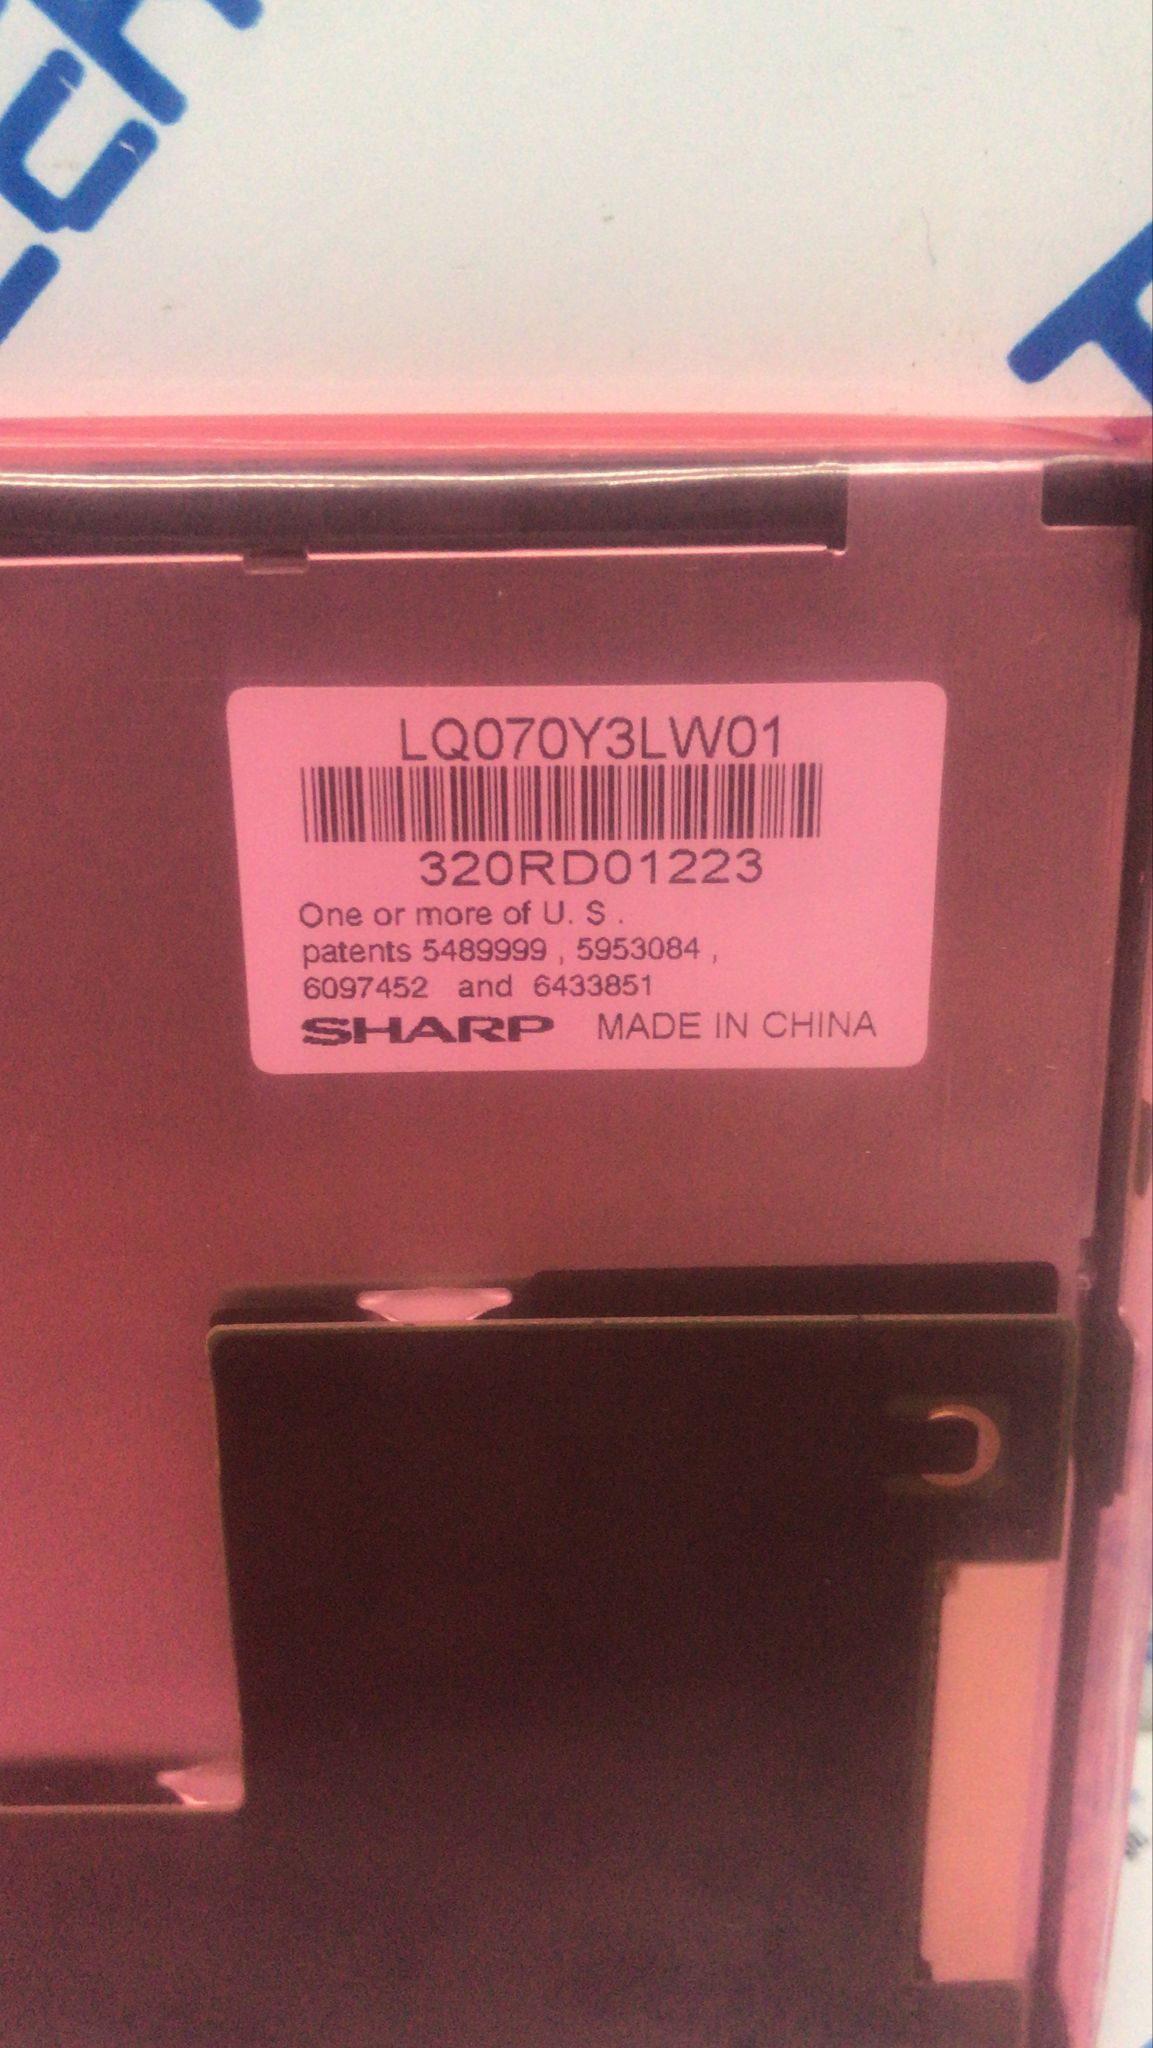 LQ070Y3LW01
320RD01223
One or more of U. S .
patents 5489999 , 5953084 ,
6097452 and 6433851
SHARP MADE IN CHINA